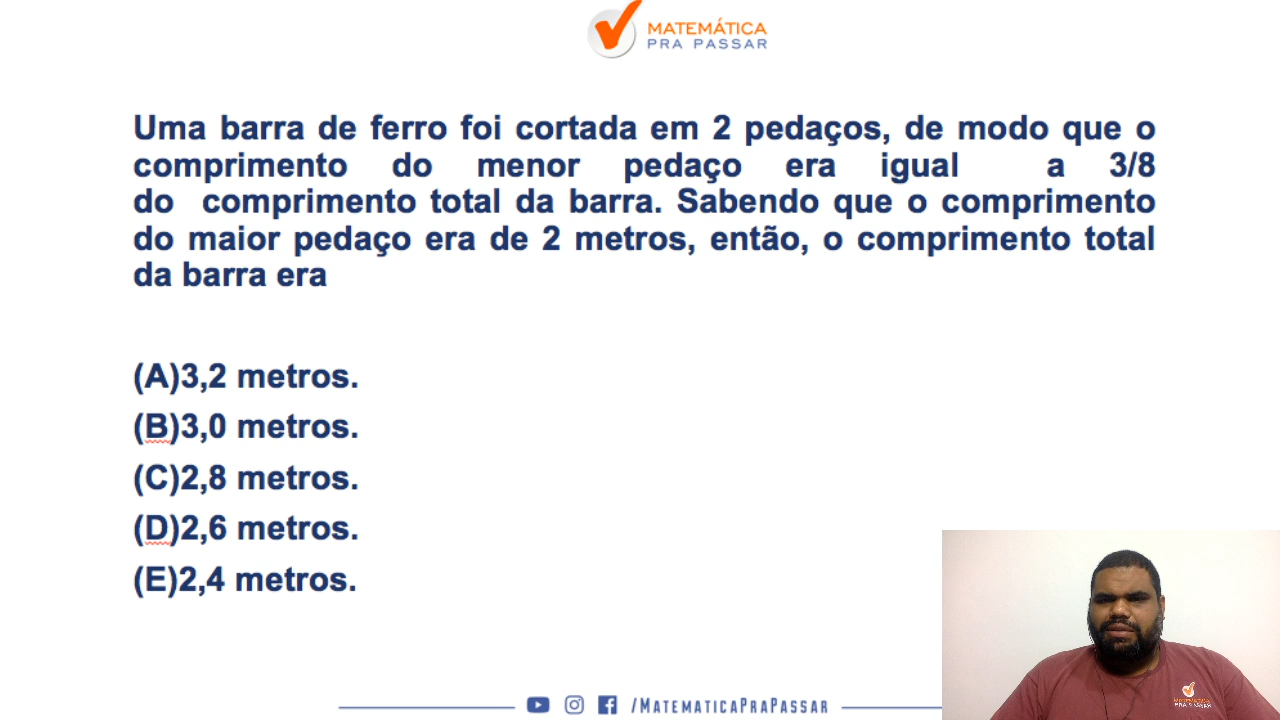 MATEMÁTICA
PRA PASSAR
Uma barra de ferro foi cortada em 2 pedaços, de modo que o
comprimento do menor pedaço era igual a 3/8
do comprimento total da barra. Sabendo que o comprimento
do maior pedaço era de 2 metros, então, o comprimento total
da barra era
(A)3,2 metros.
(B)3,0 metros.
(C)2,8 metros.
(D)2,6 metros.
(E)2,4 metros.
MATEMÁTICA
PRA PASSAR
/MATEMATICAPRAPASSAR